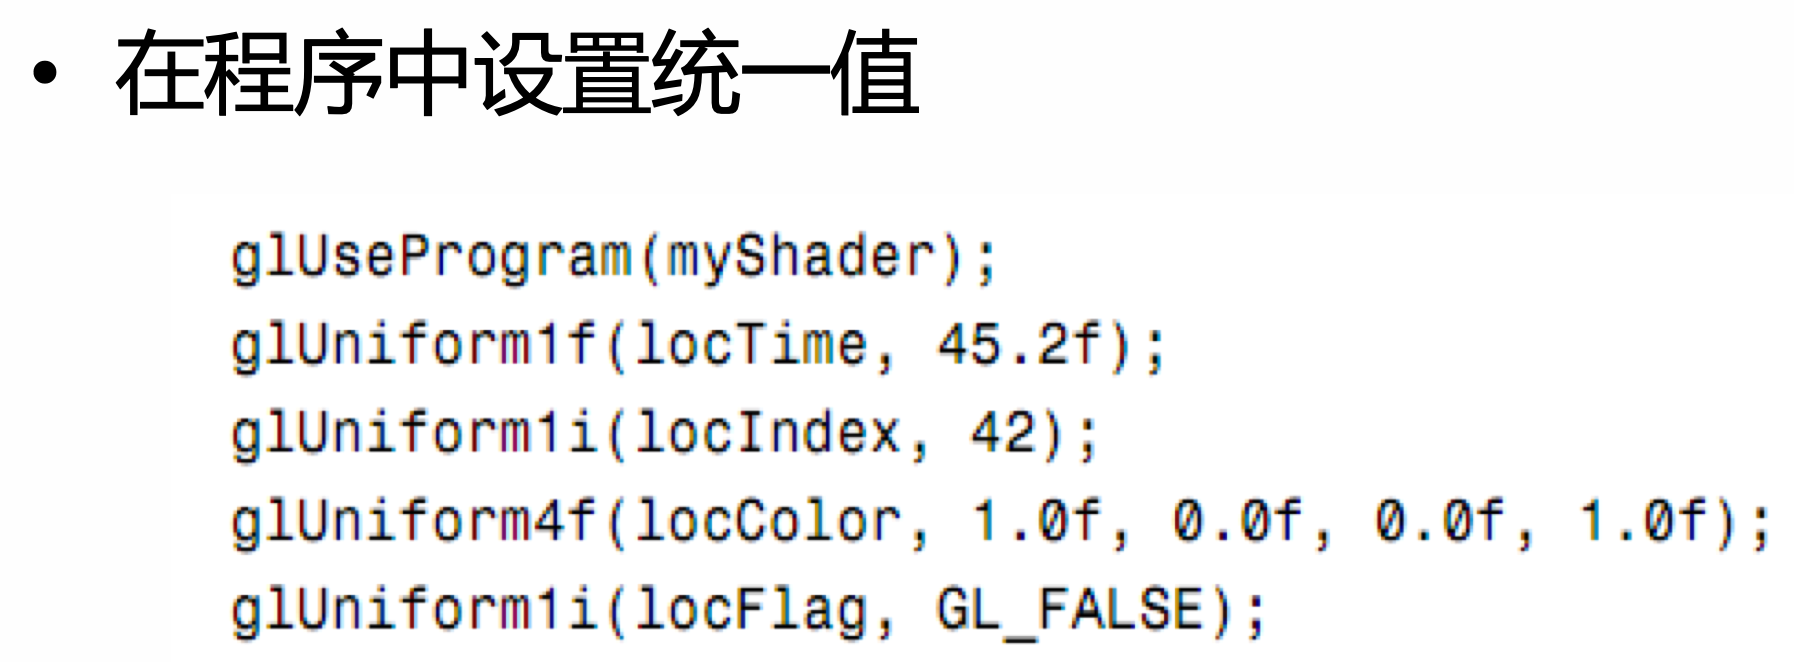 • 在程序中设置统一值
glUseProgram(myShader);
glUniform1f(locTime, 45.2f);
glUniform1i(locIndex, 42);
glUniform4f(locColor, 1.0f, 0.0f, 0.0f, 1.0f);
glUniform1i(locFlag, GL_FALSE);